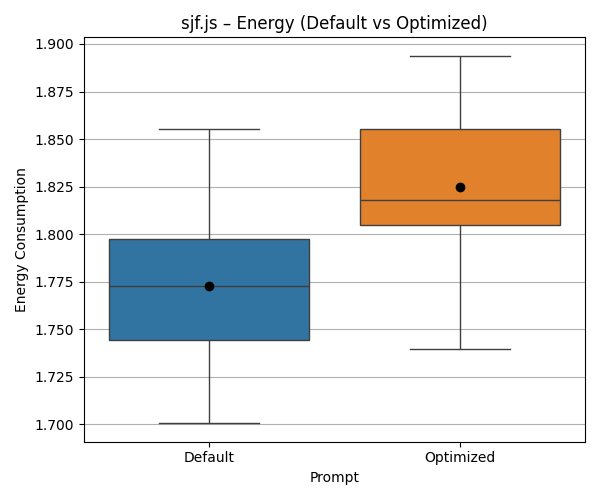 sjf.js – Energy (Default vs Optimized)
1.900
1.875
1.850
1.825
1.800
1.775
1.750
1.725
1.700
Energy Consumption
Default
Optimized
Prompt